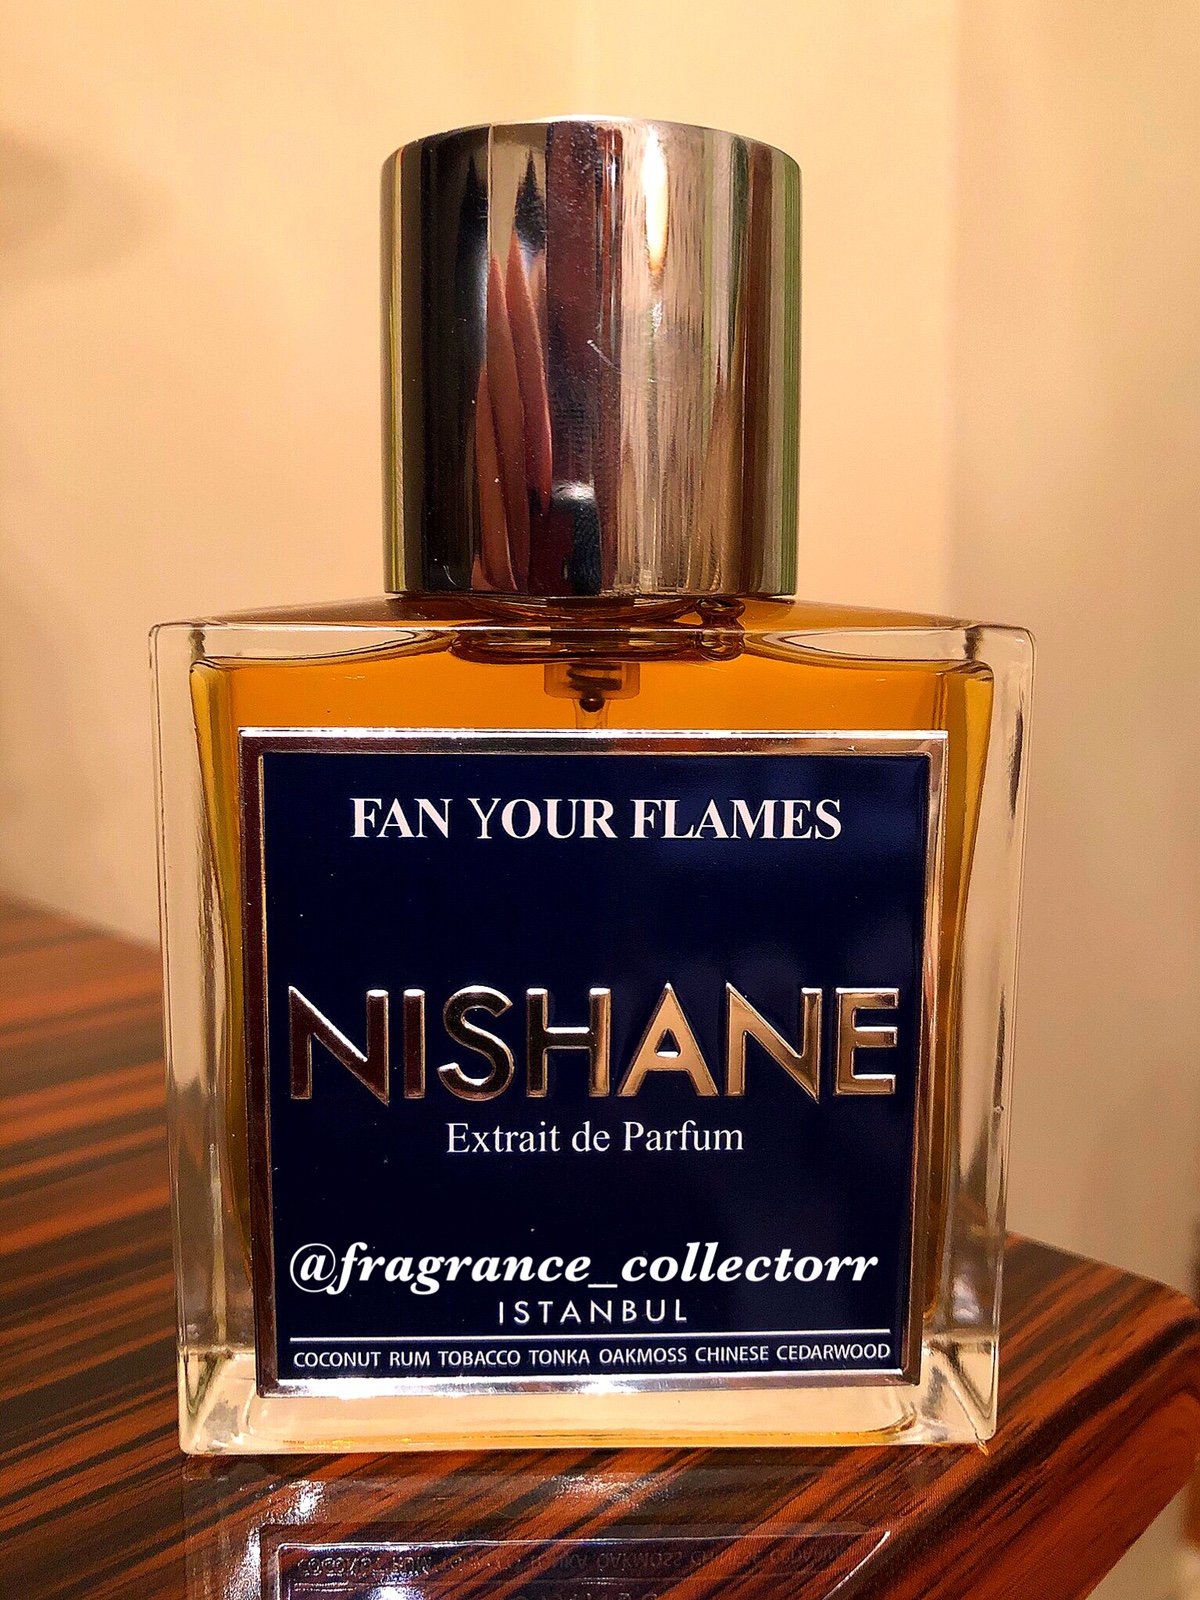 FAN YOUR FLAMES
NISHANE
Extrait de Parfum
@fragrance_collectorr
ISTANBUL
COCONUT RUM TOBACCO TONKA OAKMOSS CHINESE CEDARWOOD